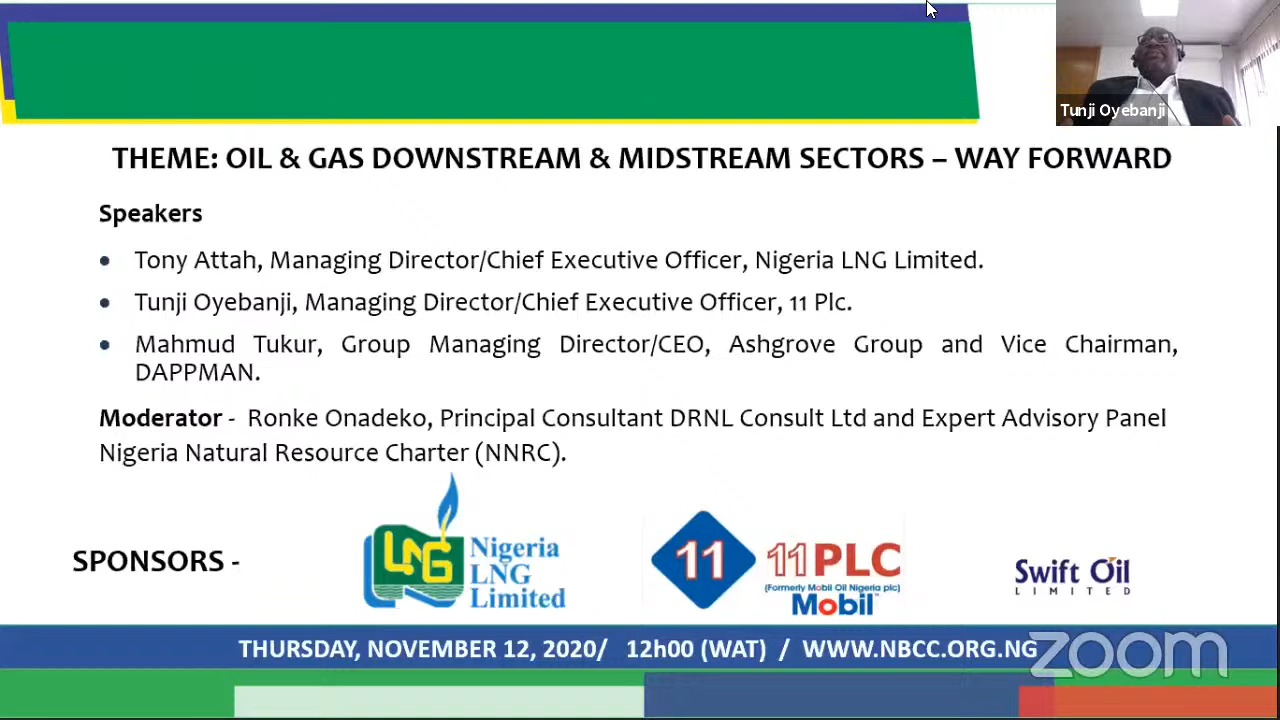 Tunji Oyebanji
THEME: OIL & GAS DOWNSTREAM & MIDSTREAM SECTORS – WAY FORWARD
Speakers
• Tony Attah, Managing Director/Chief Executive Officer, Nigeria LNG Limited.
• Tunji Oyebanji, Managing Director/Chief Executive Officer, 11 Plc.
• Mahmud Tukur, Group Managing Director/CEO, Ashgrove Group and Vice Chairman,
DAPPMAN.
Moderator - Ronke Onadeko, Principal Consultant DRNL Consult Ltd and Expert Advisory Panel
Nigeria Natural Resource Charter (NNRC).
SPONSORS -
LNG
Nigeria
LNG
Limited
11
11PLC
(Formerly Mobil Oil Nigeria plc)
Mobil™
Swift Oil
LIMITED
THURSDAY, NOVEMBER 12, 2020/ 12h00 (WAT) / WWW.NBCC.ORG.NG
zoom